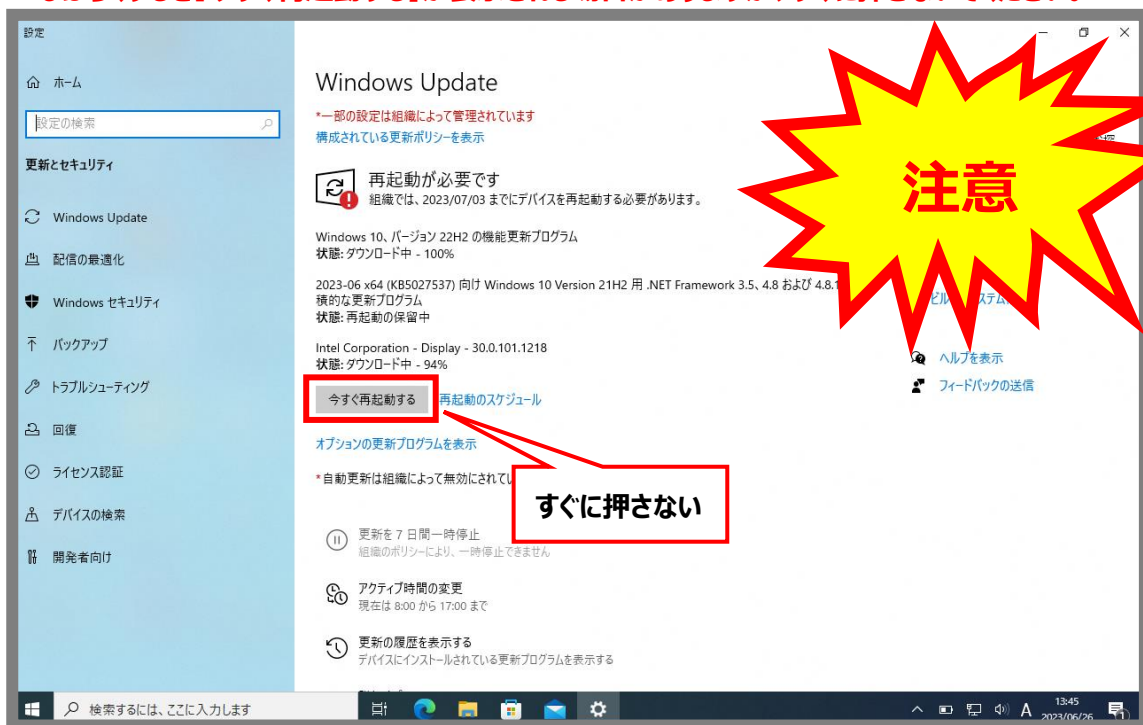 設定
ホーム
設定の検索
更新とセキュリティ
Windows Update
配信の最適化
Windows セキュリティ
バックアップ
トラブルシューティング
回復
ライセンス認証
デバイスの検索
開発者向け
Windows Update
*一部の設定は組織によって管理されています
構成されている更新ポリシーを表示
再起動が必要です
組織では、2023/07/03 までにデバイスを再起動する必要があります。
Windows 10、バージョン 22H2 の機能更新プログラム
状態: ダウンロード中 - 100%
2023-06 x64 (KB5027537) 向け Windows 10 Version 21H2 用 .NET Framework 3.5、4.8 および 4.8.1
積的な更新プログラム
状態: 再起動の保留中
Intel Corporation - Display - 30.0.101.1218
状態: ダウンロード中 - 94%
今すぐ再起動する
再起動のスケジュール
オプションの更新プログラムを表示
*自動更新は組織によって無効にされてい
すぐに押さない
更新を 7 日間一時停止
組織のポリシーにより、一時停止できません
アクティブ時間の変更
現在は 8:00 から 17:00 まで
更新の履歴を表示する
デバイスにインストールされている更新プログラムを表示する
注意
ヘルプを表示
フィードバックの送信
検索するには、ここに入力します
A
13:45
2023/06/26
1